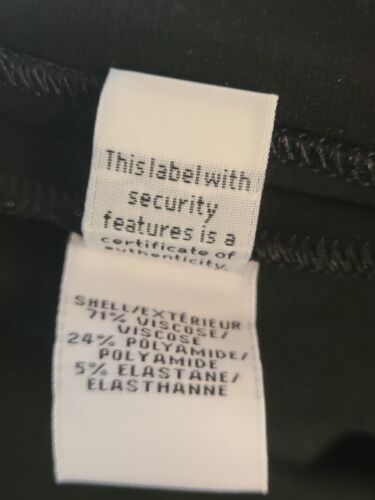 This label with
security
features is a
certificate of
authenticity.
SHELL/EXTÉRIEUR
71% VISCOSE/
VISCOSE
24% POLYAMIDE/
POLYAMIDE
5% ELASTANE/
ELASTHANNE